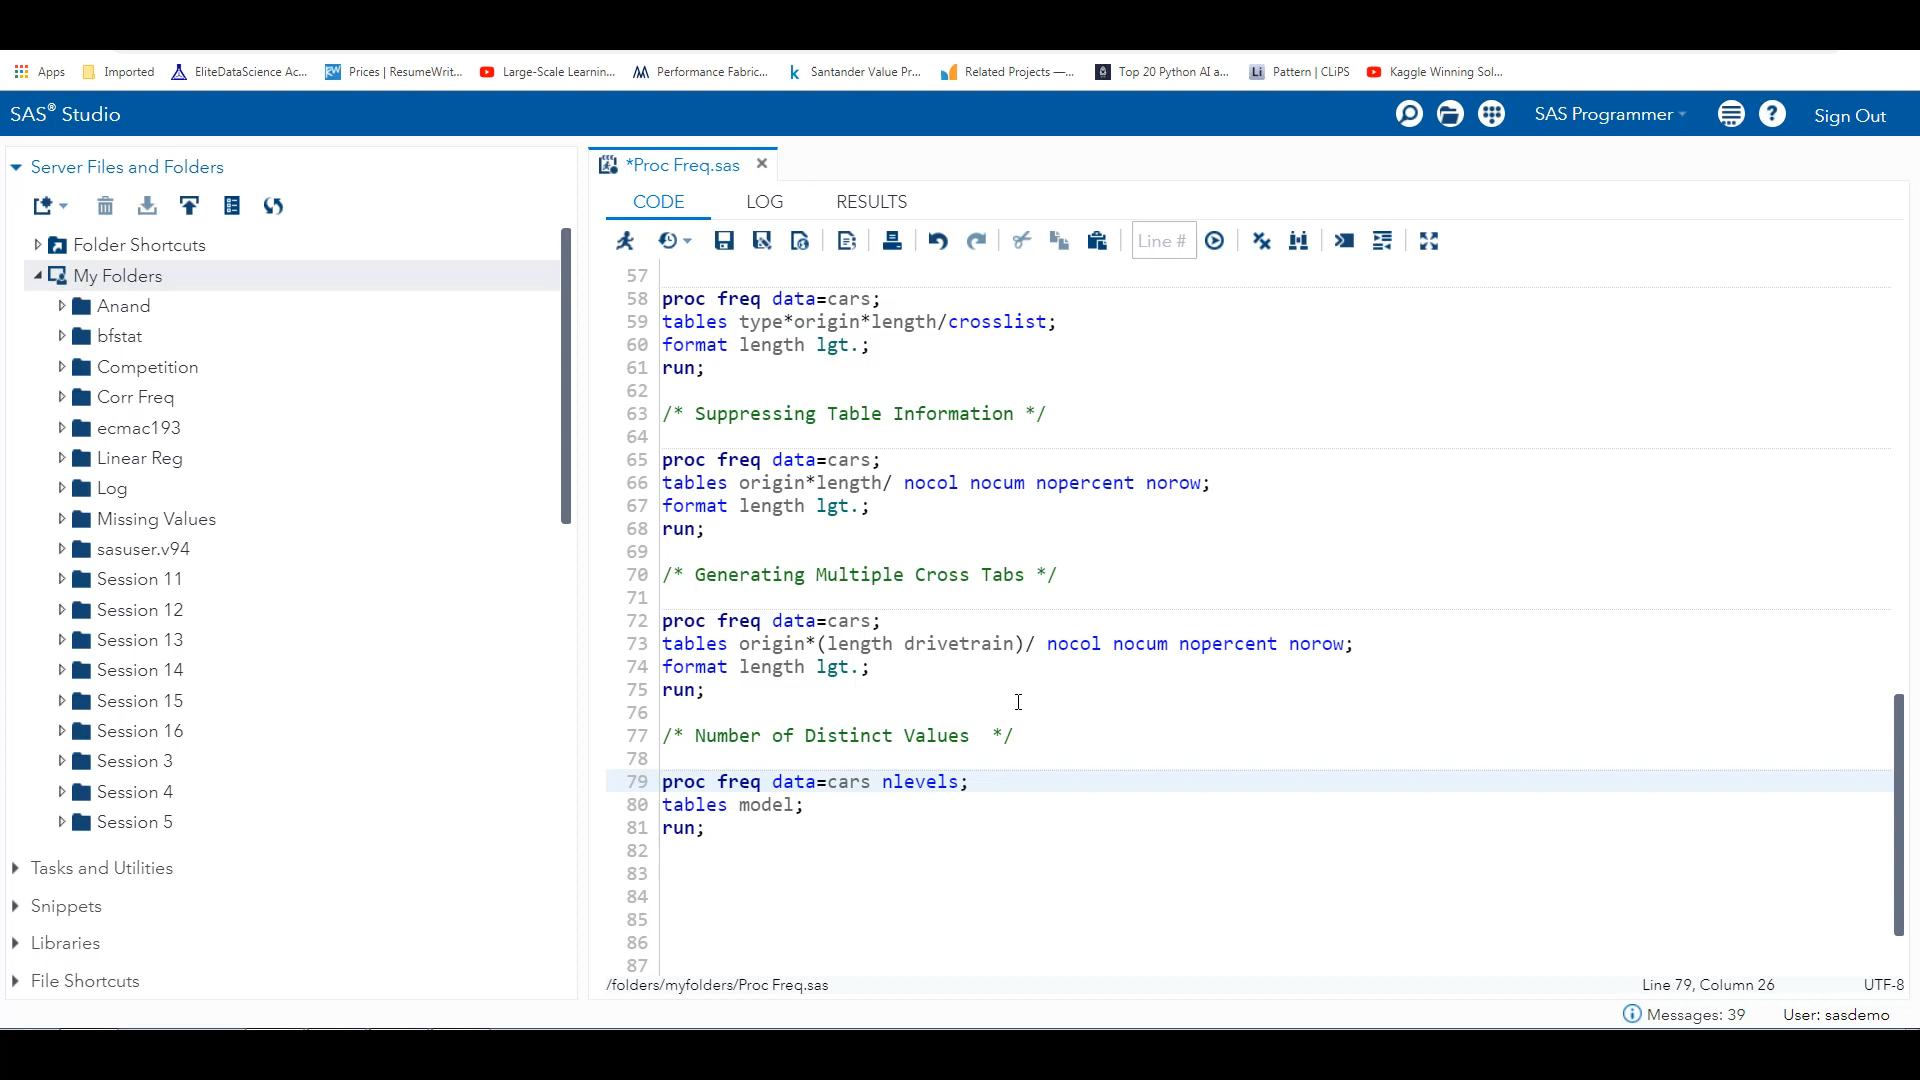 Apps
Imported
EliteDataScience Ac...
Prices | ResumeWrit...
Large-Scale Learnin...
Performance Fabric...
Santander Value Pr...
Related Projects —...
Top 20 Python AI a...
Pattern | CLiPS
Kaggle Winning Sol...
SAS® Studio
SAS Programmer
Sign Out
Server Files and Folders
Folder Shortcuts
My Folders
Anand
bfstat
Competition
Corr Freq
ecmac193
Linear Reg
Log
Missing Values
sasuser.v94
Session 11
Session 12
Session 13
Session 14
Session 15
Session 16
Session 3
Session 4
Session 5
Tasks and Utilities
Snippets
Libraries
File Shortcuts
*Proc Freq.sas
CODE LOG RESULTS
Line #
57
58 proc freq data=cars;
59 tables type*origin*length/crosslist;
60 format length lgt.;
61 run;
62
63 /* Suppressing Table Information */
64
65 proc freq data=cars;
66 tables origin*length/ nocol nocum nopercent norow;
67 format length lgt.;
68 run;
69
70 /* Generating Multiple Cross Tabs */
71
72 proc freq data=cars;
73 tables origin*(length drivetrain)/ nocol nocum nopercent norow;
74 format length lgt.;
75 run;
76
77 /* Number of Distinct Values  */
78
79 proc freq data=cars nlevels;
80 tables model;
81 run;
82
83
84
85
86
87
/folders/myfolders/Proc Freq.sas
Line 79, Column 26
UTF-8
Messages: 39
User: sasdemo